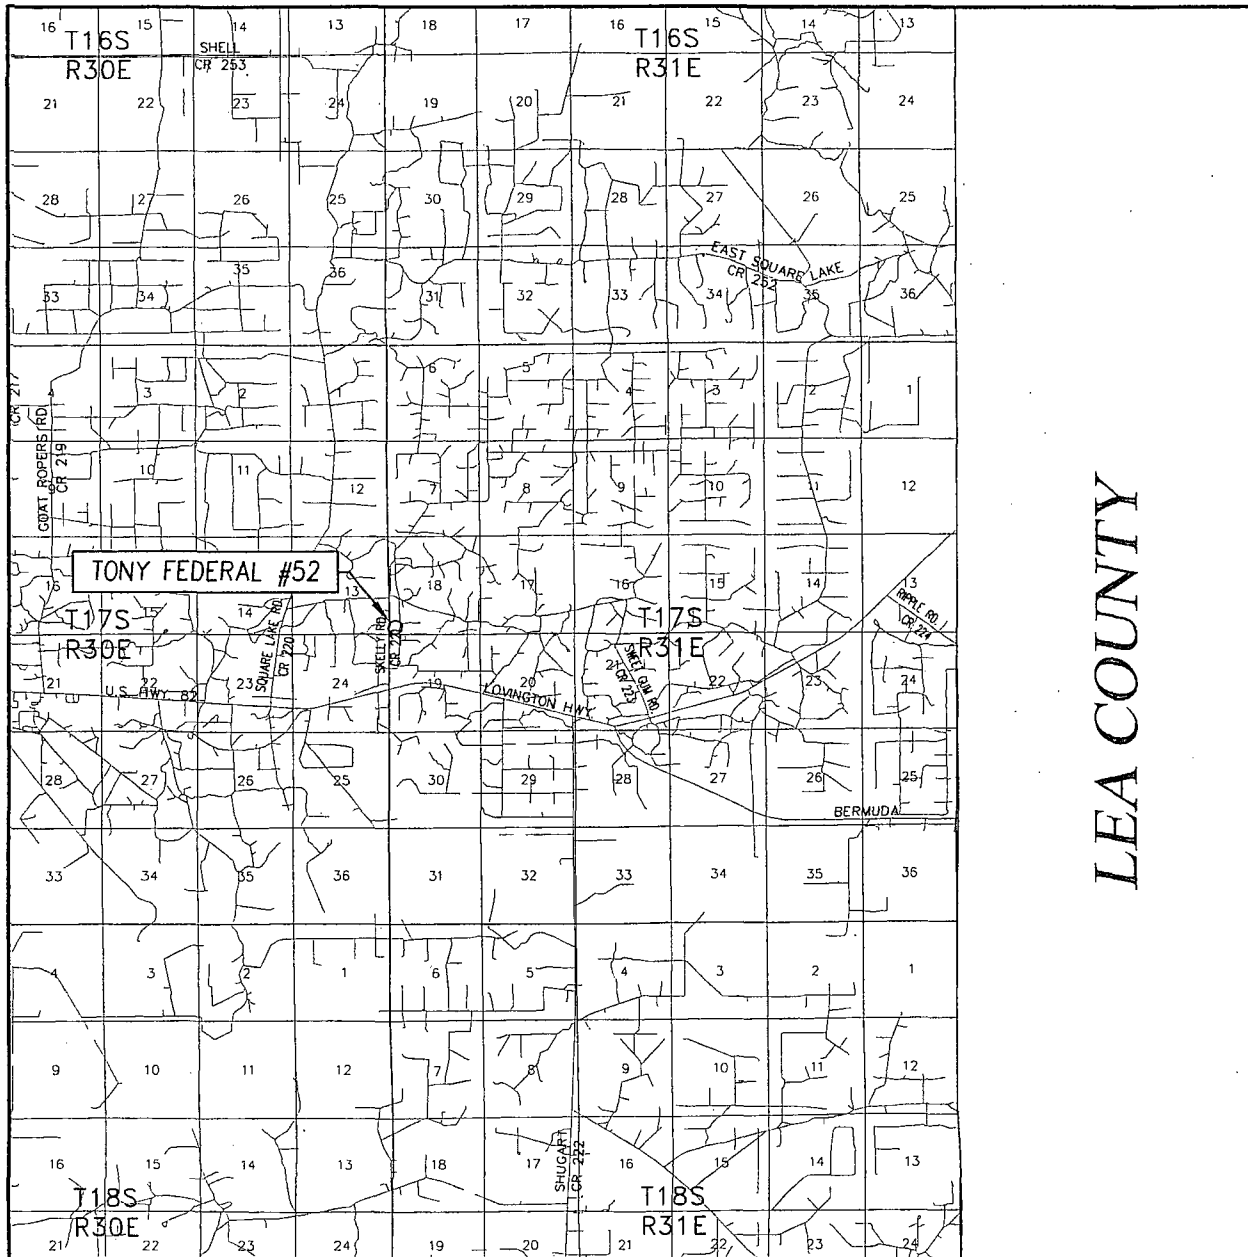 16 15 14 13 18 17 16 15 14 13
T16S T16S
R30E R31E
SHELL
CR 253
21 22 23 24 19 20 21 22 23 24
28 27 26 25 30 29 28 27 26 25
EAST SQUARE LAKE
CR 252
33 34 35 36 31 32 33 34 35 36
4 3 2 1 6 5 4 3 2 1
CR 217
GOAT ROPERS RD
CR 219
9 10 11 12 7 8 9 10 11 12
TONY FEDERAL #52
16 15 14 13 18 17 16 15 14 13
T17S T17S
R30E R31E
SQUARE LAKE RD.
CR 220
SKELLY RD.
RIPPLE RD.
CR 224
SWEET GUM RD.
21 22 23 24 19 20 21 22 23 24
U.S. HWY 82
LOVINGTON HWY.
28 27 26 25 30 29 28 27 26 25
BERMUDA
33 34 35 36 31 32 33 34 35 36
4 3 2 1 6 5 4 3 2 1
9 10 11 12 7 8 9 10 11 12
16 15 14 13 18 17 16 15 14 13
SHUGART
CR 222
T18S T18S
R30E R31E
21 22 23 24 19 20 21 22 23 24
LEA COUNTY